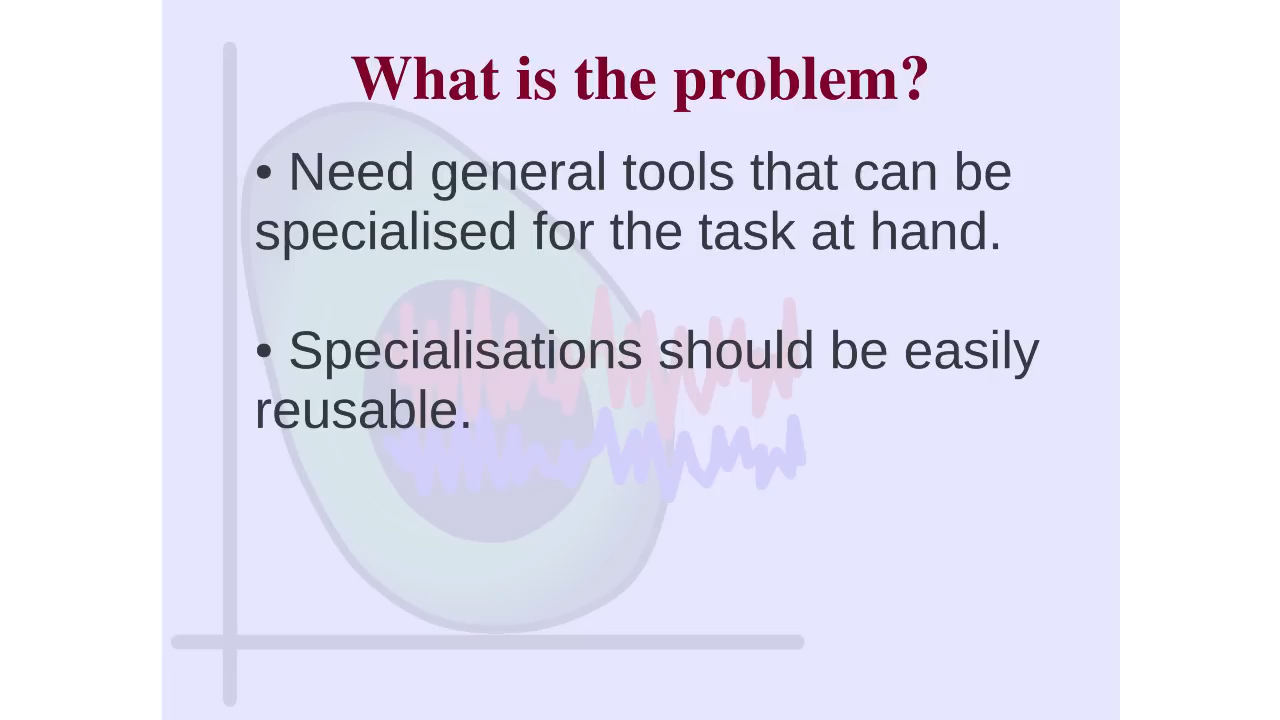 What is the problem?
• Need general tools that can be
specialised for the task at hand.
• Specialisations should be easily
reusable.